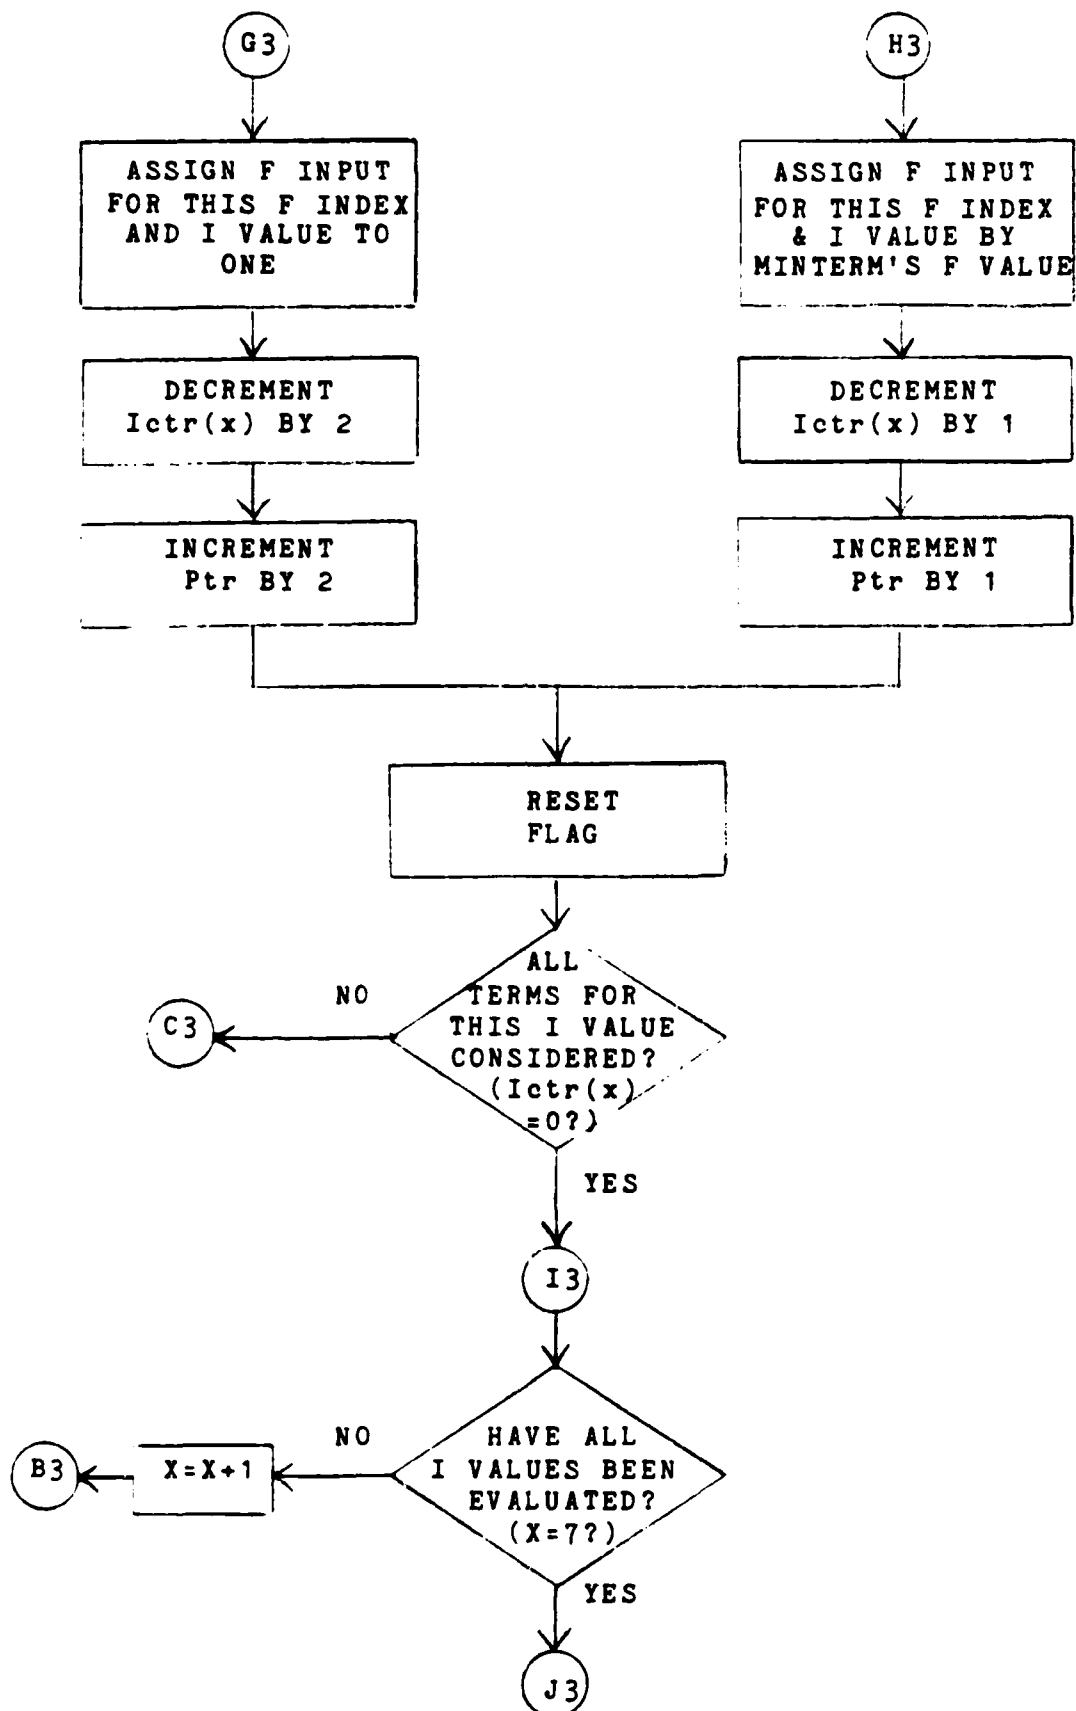 G3
H3
ASSIGN F INPUT
FOR THIS F INDEX
AND I VALUE TO
ONE
ASSIGN F INPUT
FOR THIS F INDEX
& I VALUE BY
MINTERM'S F VALUE
DECREMENT
Ictr(x) BY 2
DECREMENT
Ictr(x) BY 1
INCREMENT
Ptr BY 2
INCREMENT
Ptr BY 1
RESET
FLAG
ALL
TERMS FOR
THIS I VALUE
CONSIDERED?
(Ictr(x)
=0?)
NO
C3
YES
I3
HAVE ALL
I VALUES BEEN
EVALUATED?
(X=7?)
NO
X=X+1
B3
YES
J3